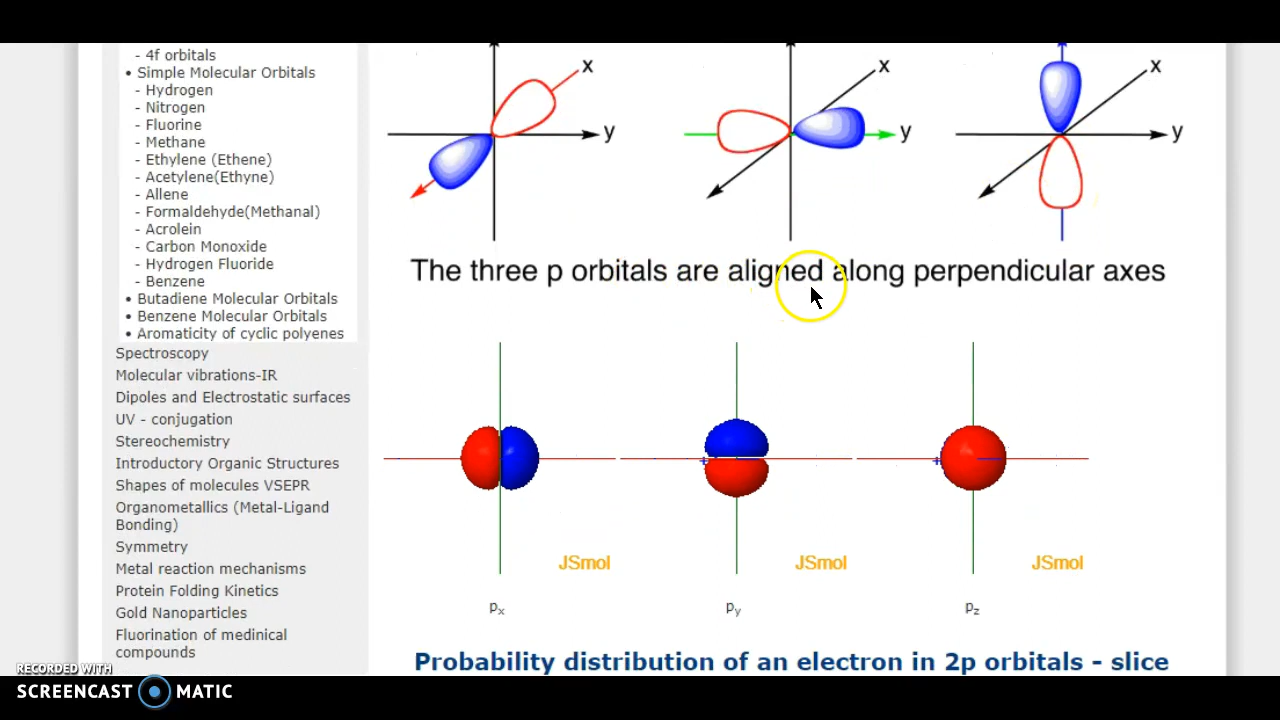 - 4f orbitals
• Simple Molecular Orbitals
- Hydrogen
- Nitrogen
- Fluorine
- Methane
- Ethylene (Ethene)
- Acetylene(Ethyne)
- Allene
- Formaldehyde(Methanal)
- Acrolein
- Carbon Monoxide
- Hydrogen Fluoride
- Benzene
• Butadiene Molecular Orbitals
• Benzene Molecular Orbitals
• Aromaticity of cyclic polyenes
Spectroscopy
Molecular vibrations-IR
Dipoles and Electrostatic surfaces
UV - conjugation
Stereochemistry
Introductory Organic Structures
Shapes of molecules VSEPR
Organometallics (Metal-Ligand
Bonding)
Symmetry
Metal reaction mechanisms
Protein Folding Kinetics
Gold Nanoparticles
Fluorination of medinical
compounds
x
y
x
y
x
y
The three p orbitals are aligned along perpendicular axes
JSmol
JSmol
JSmol
px
py
pz
Probability distribution of an electron in 2p orbitals - slice
RECORDED WITH
SCREENCAST MATIC